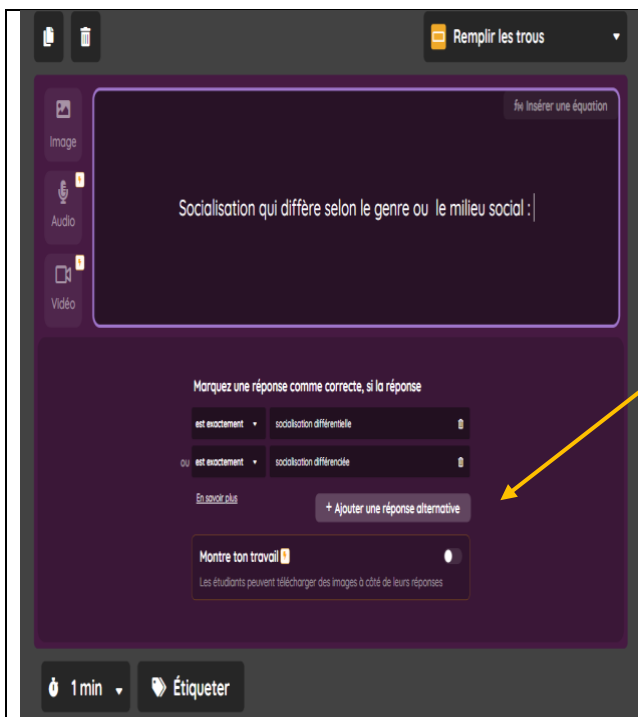 Remplir les trous
Insérer une équation
Image
Audio
Vidéo
Socialisation qui diffère selon le genre ou le milieu social :
Marquez une réponse comme correcte, si la réponse
est exactement socialisation différentielle
ou est exactement socialisation différenciée
En savoir plus
+ Ajouter une réponse alternative
Montre ton travail
Les étudiants peuvent télécharger des images à côté de leurs réponses
1 min
Étiqueter